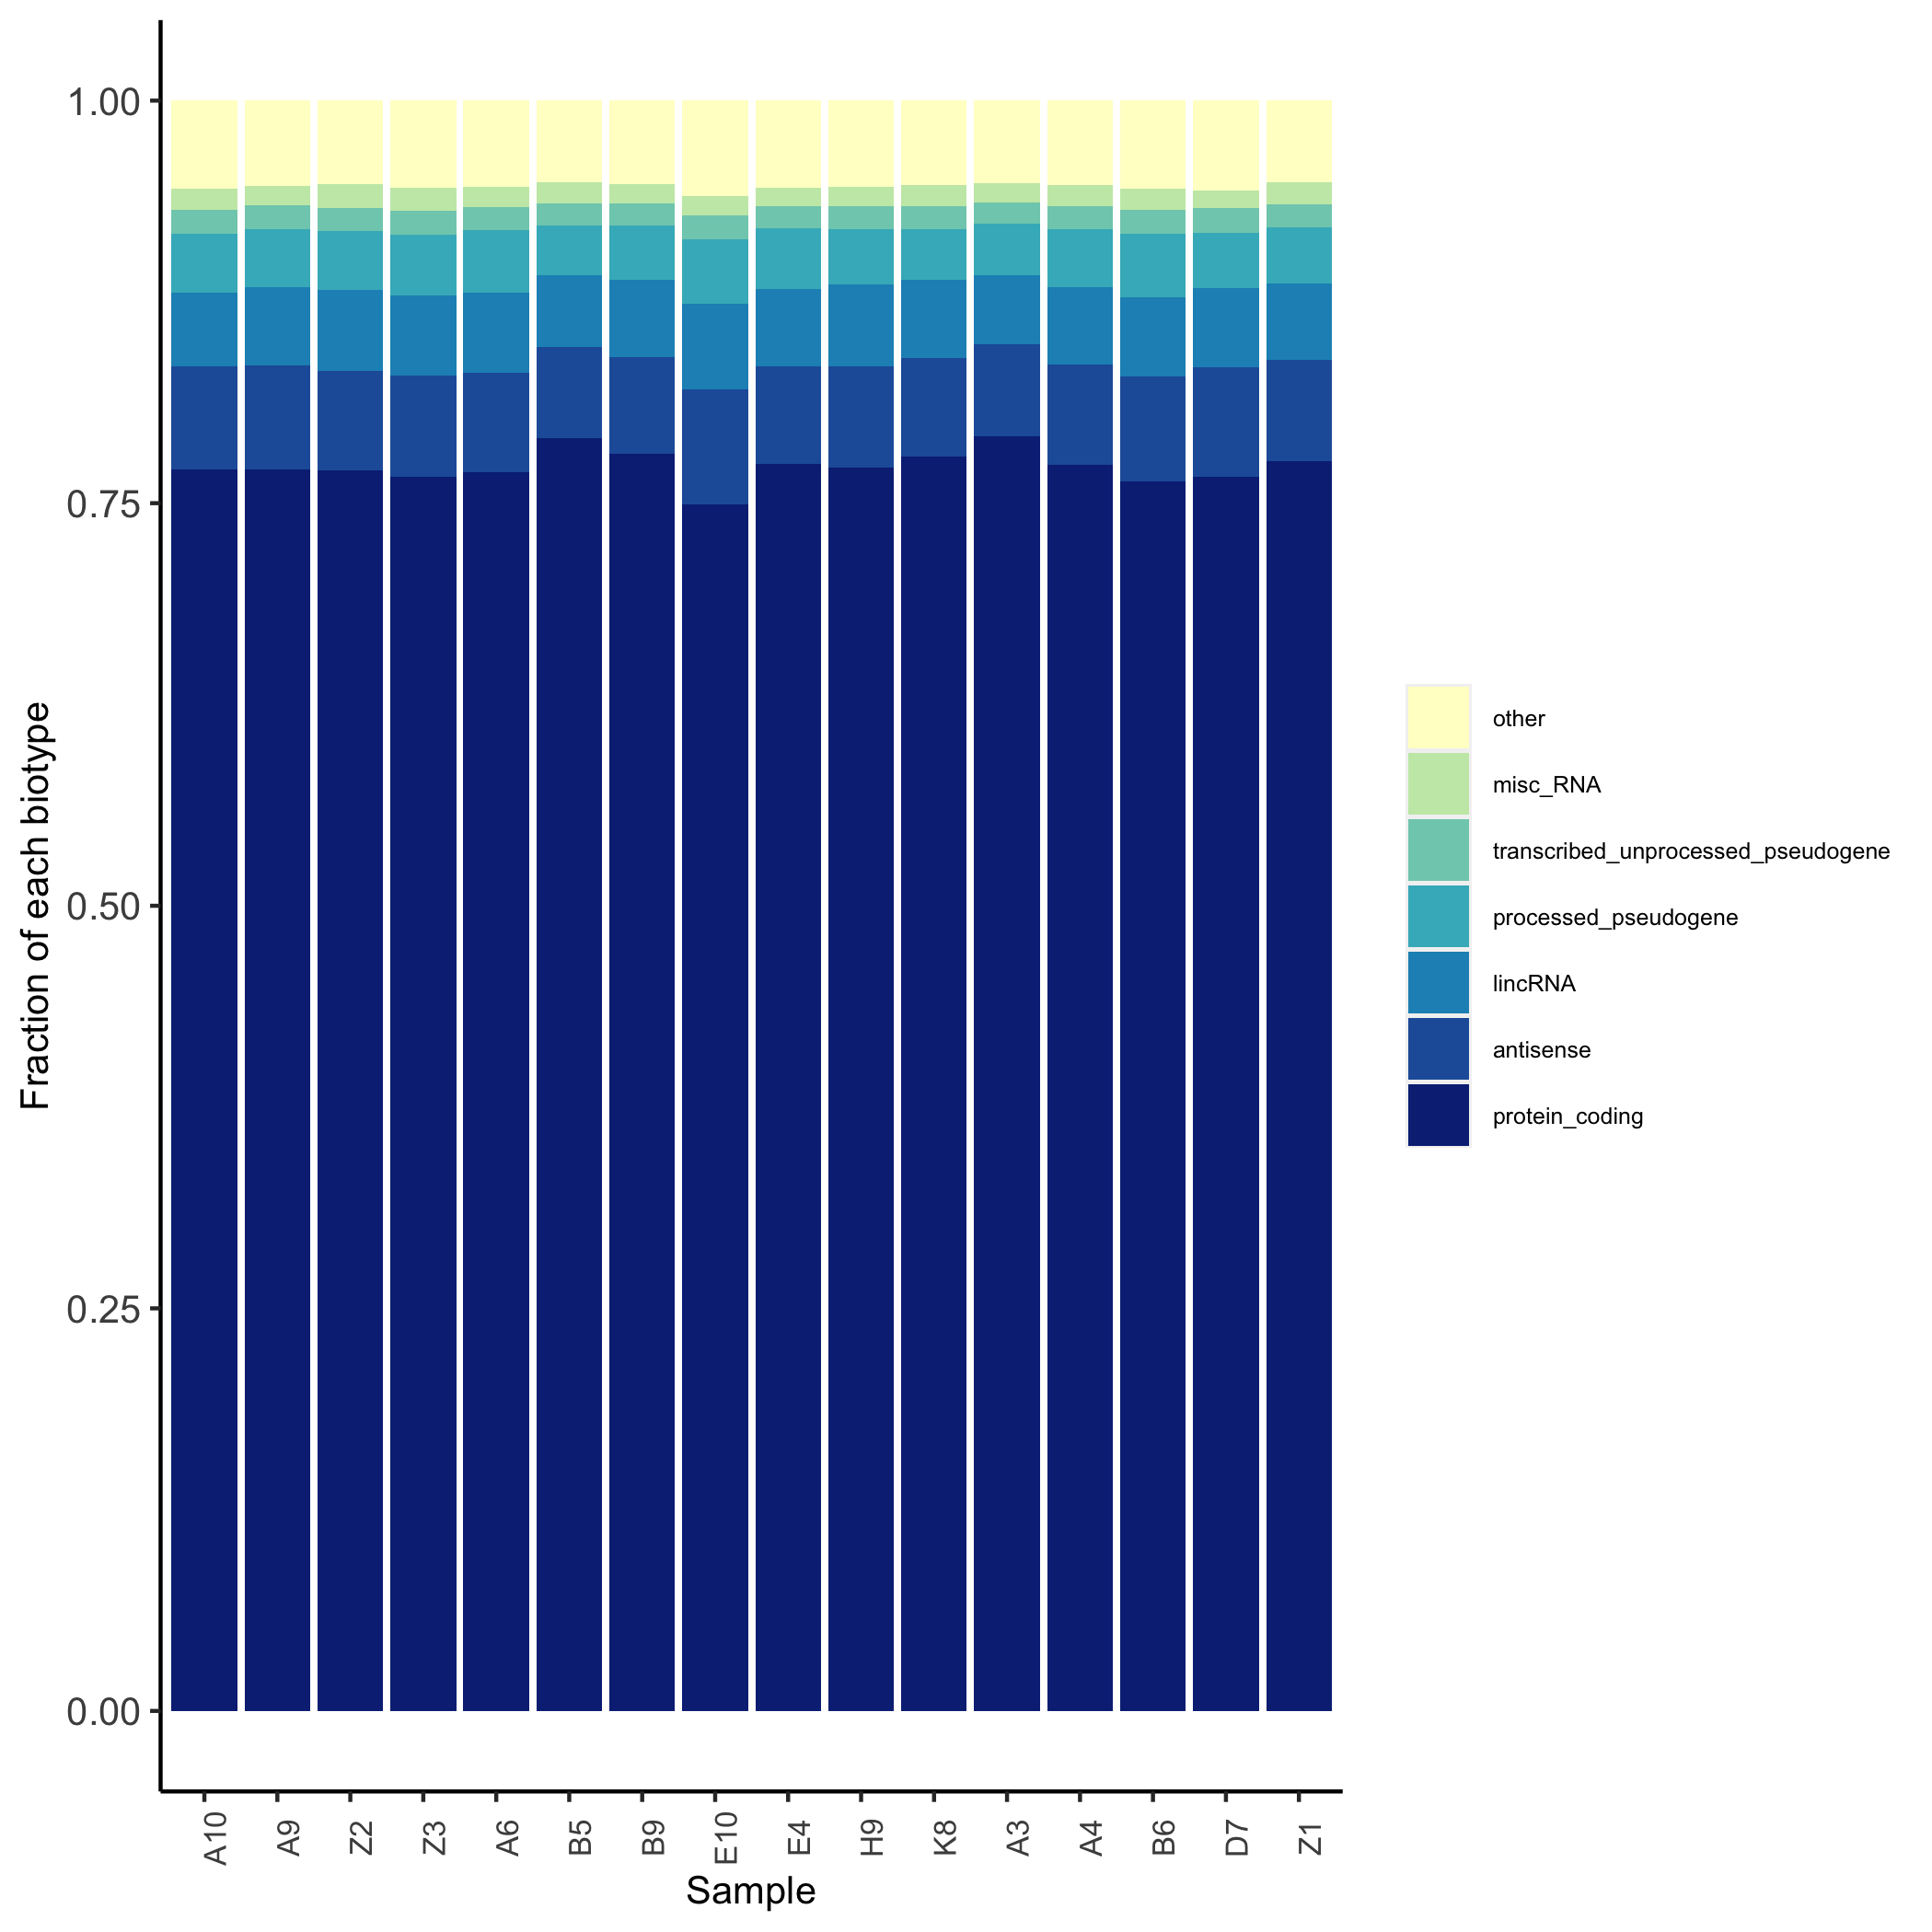 Fraction of each biotype
1.00
0.75
0.50
0.25
0.00
A10
A9
Z2
Z3
A6
B5
B9
E10
E4
H9
K8
A3
A4
B6
D7
Z1
Sample
other
misc_RNA
transcribed_unprocessed_pseudogene
processed_pseudogene
lincRNA
antisense
protein_coding